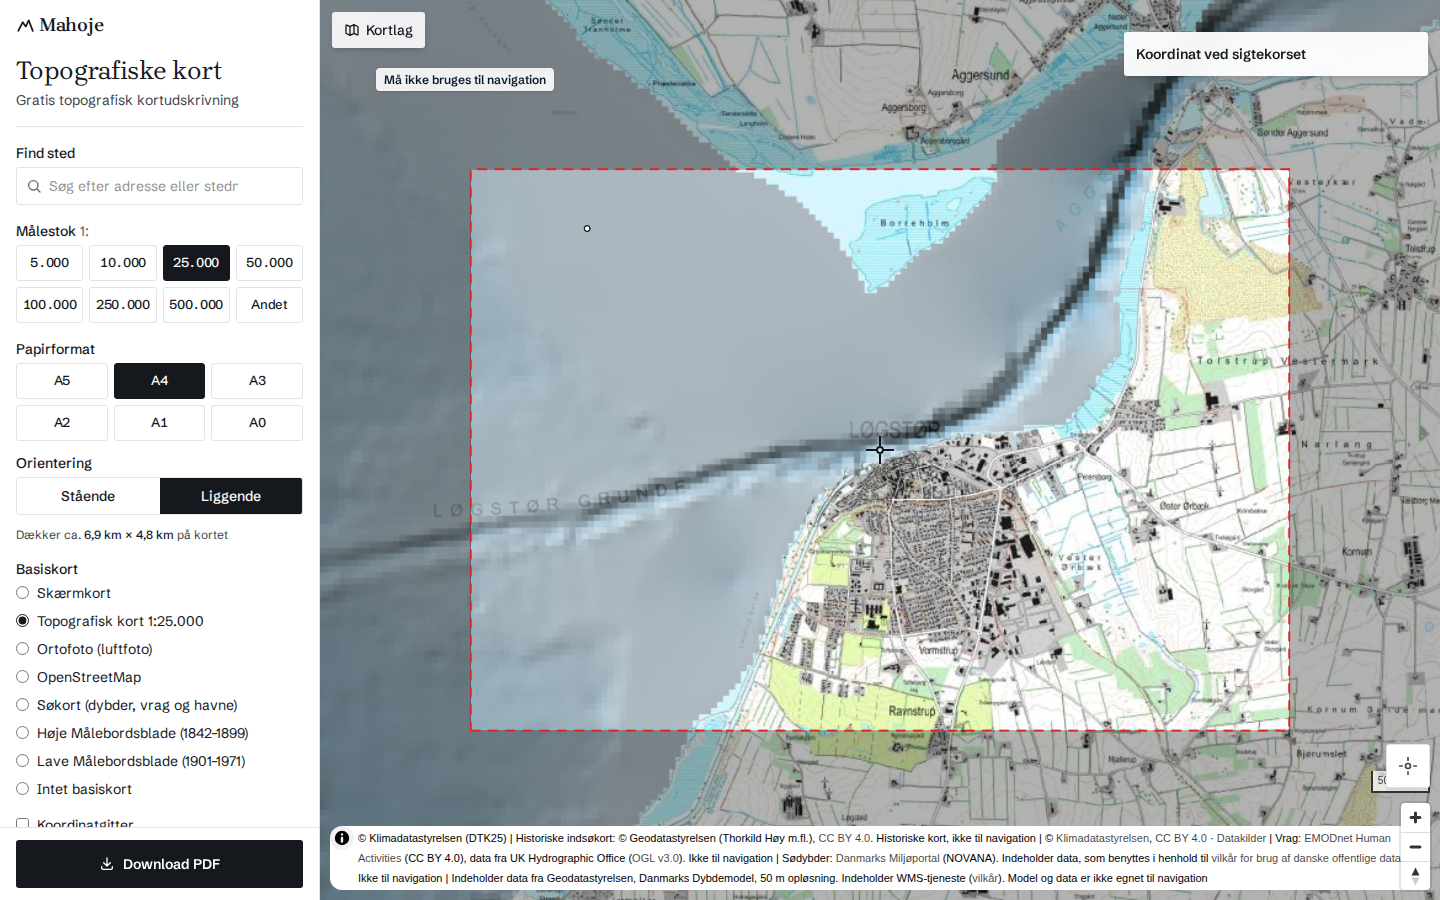 Mahoje
Topografiske kort
Gratis topografisk kortudskrivning
Find sted
Søg efter adresse eller stedr
Målestok 1:
5.000
10.000
25.000
50.000
100.000
250.000
500.000
Andet
Papirformat
A5
A4
A3
A2
A1
A0
Orientering
Stående
Liggende
Dækker ca. 6,9 km × 4,8 km på kortet
Basiskort
Skærmkort
Topografisk kort 1:25.000
Ortofoto (luftfoto)
OpenStreetMap
Søkort (dybder, vrag og havne)
Høje Målebordsblade (1842-1899)
Lave Målebordsblade (1901-1971)
Intet basiskort
Koordinatgitter
Download PDF
Kortlag
Må ikke bruges til navigation
Koordinat ved sigtekorset
Aggersund
Aggersborg
Aggersborg
Sønder Aggersund
Borreholm
Tolstrup
Tolstrup Vestermark
LØGSTØR
LØGSTØR GRUNDE
Nørlang
Øster Ørbæk
Vester
Ørbæk
Kornum
Vormstrup
Ravnstrup
Bjerumslet
50
© Klimadatastyrelsen (DTK25) | Historiske indsøkort: © Geodatastyrelsen (Thorkild Høy m.fl.), CC BY 4.0. Historiske kort, ikke til navigation | © Klimadatastyrelsen, CC BY 4.0 · Datakilder | Vrag: EMODnet Human
Activities (CC BY 4.0), data fra UK Hydrographic Office (OGL v3.0). Ikke til navigation | Sødybder: Danmarks Miljøportal (NOVANA). Indeholder data, som benyttes i henhold til vilkår for brug af danske offentlige data
Ikke til navigation | Indeholder data fra Geodatastyrelsen, Danmarks Dybdemodel, 50 m opløsning. Indeholder WMS-tjeneste (vilkår). Model og data er ikke egnet til navigation